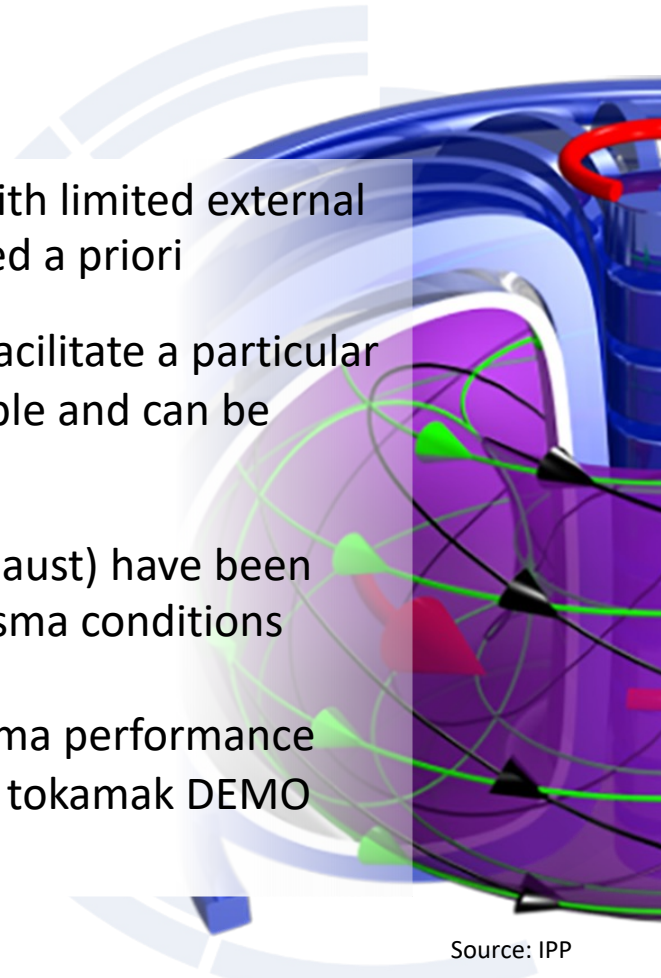 ith limited external
ed a priori
acilitate a particular
ble and can be
aust) have been
sma conditions
ma performance
tokamak DEMO
Source: IPP